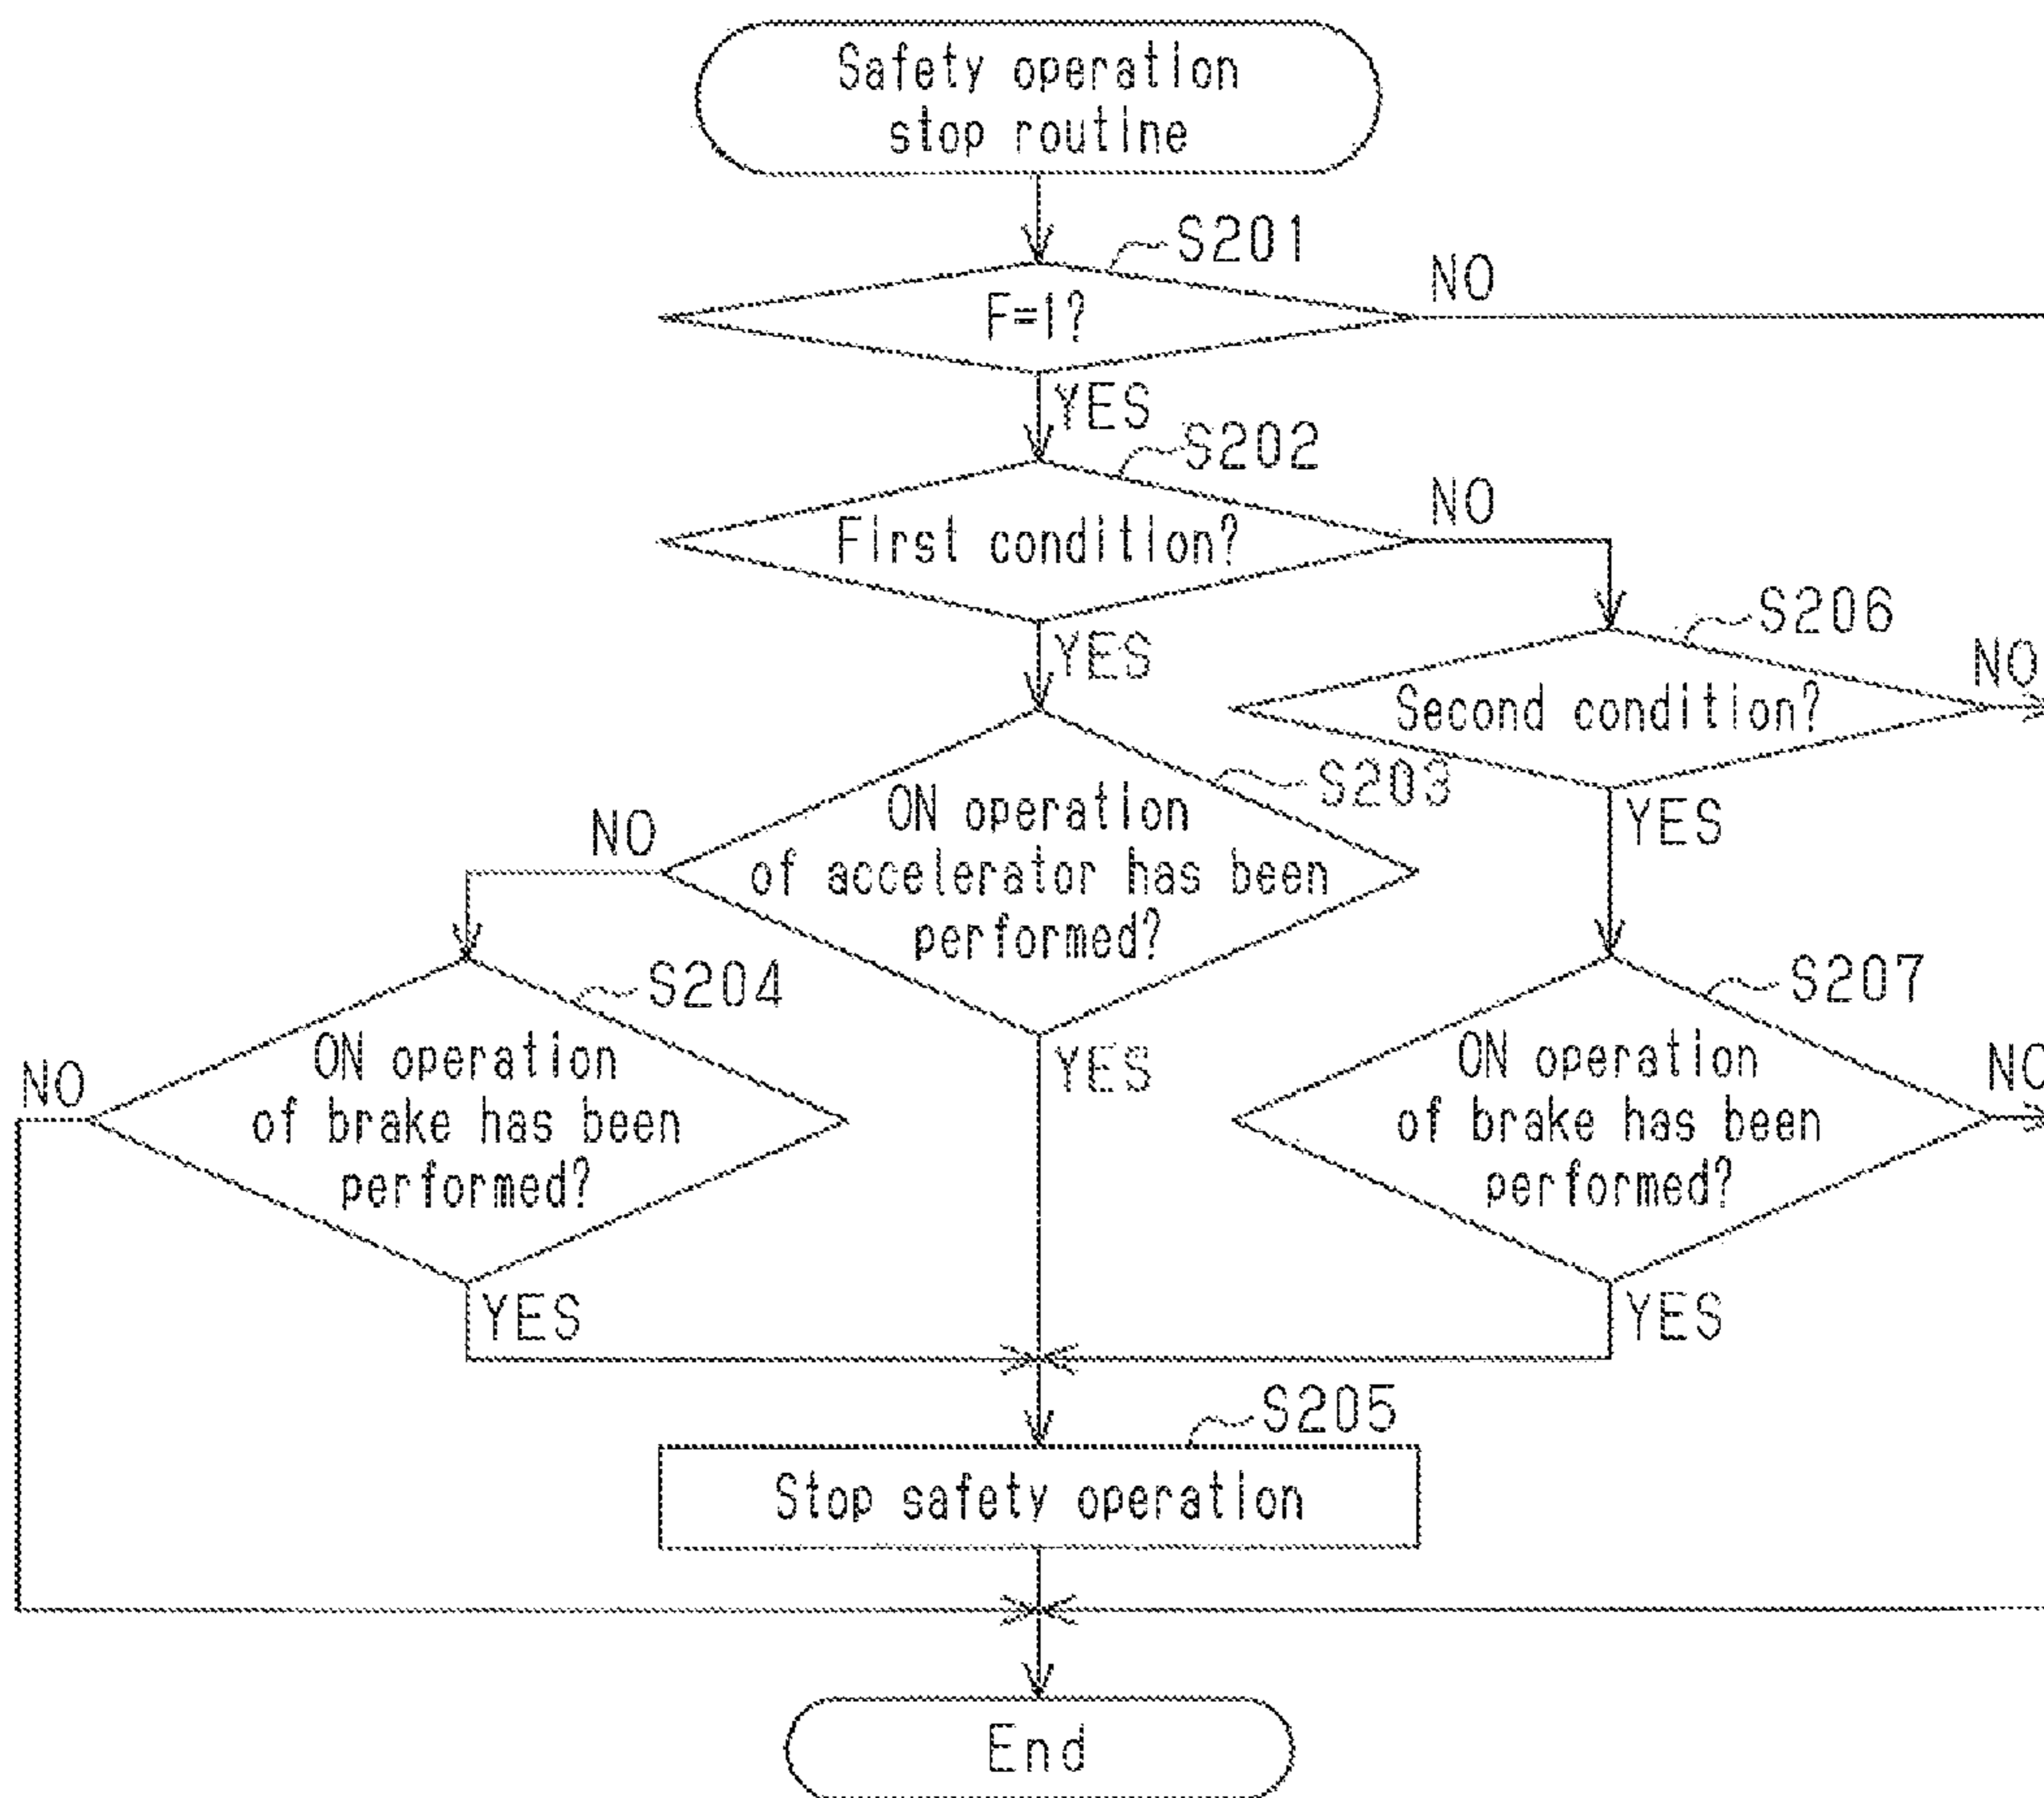 Safety operation
stop routine
S201
F=1?
NO
YES
S202
First condition?
NO
YES
S206
Second condition?
NO
YES
S203
ON operation
of accelerator has been
performed?
NO
YES
S204
ON operation
of brake has been
performed?
NO
YES
S207
ON operation
of brake has been
performed?
NO
YES
S205
Stop safety operation
End